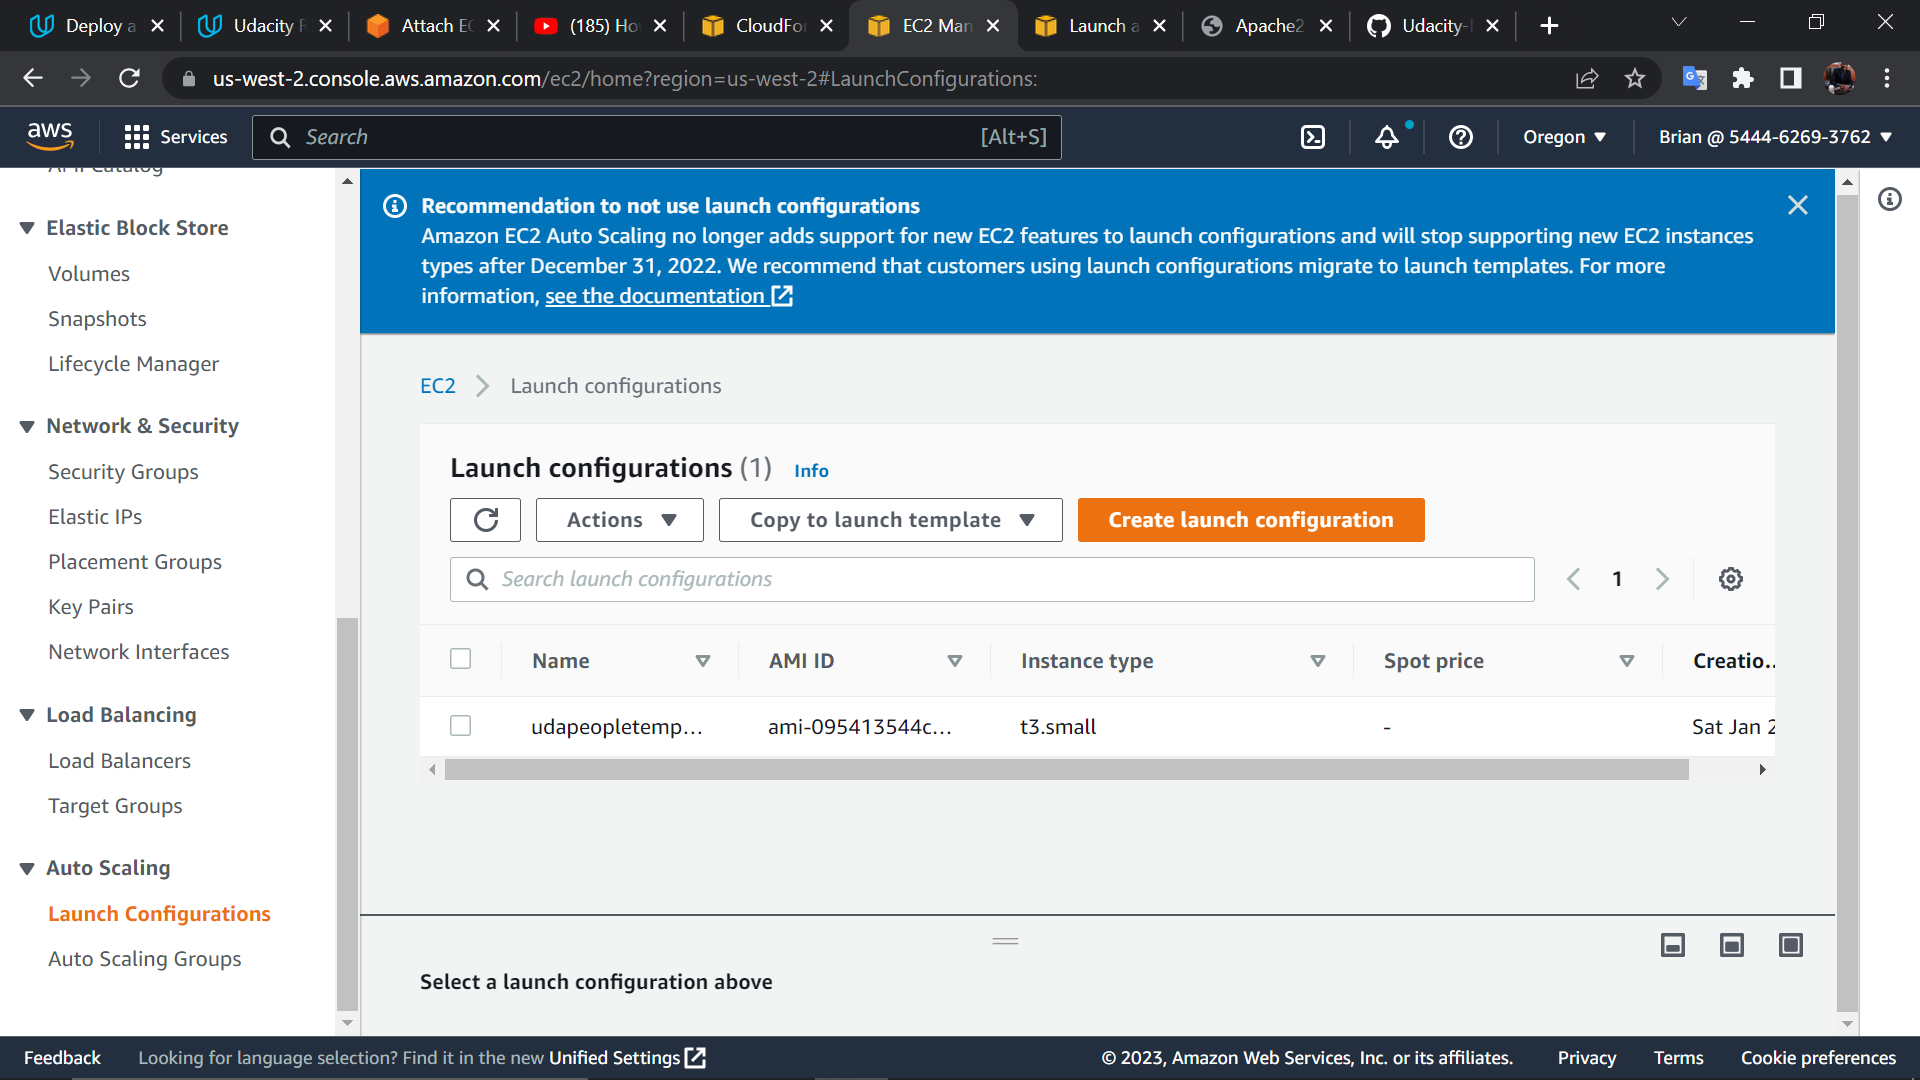 Deploy a
Udacity R
Attach EC
(185) Ho
CloudFor
EC2 Man
Launch a
Apache2
Udacity-
us-west-2.console.aws.amazon.com/ec2/home?region=us-west-2#LaunchConfigurations:
aws
Services
Search
[Alt+S]
Oregon
Brian @ 5444-6269-3762
AMI Catalog
Elastic Block Store
Volumes
Snapshots
Lifecycle Manager
Network & Security
Security Groups
Elastic IPs
Placement Groups
Key Pairs
Network Interfaces
Load Balancing
Load Balancers
Target Groups
Auto Scaling
Launch Configurations
Auto Scaling Groups
Recommendation to not use launch configurations
Amazon EC2 Auto Scaling no longer adds support for new EC2 features to launch configurations and will stop supporting new EC2 instances
types after December 31, 2022. We recommend that customers using launch configurations migrate to launch templates. For more
information, see the documentation
EC2
Launch configurations
Launch configurations (1) Info
Actions
Copy to launch template
Create launch configuration
Search launch configurations
1
Name
AMI ID
Instance type
Spot price
Creatio..
udapeopletemp...
ami-095413544c...
t3.small
-
Sat Jan 2
Select a launch configuration above
Feedback
Looking for language selection? Find it in the new Unified Settings
© 2023, Amazon Web Services, Inc. or its affiliates.
Privacy
Terms
Cookie preferences